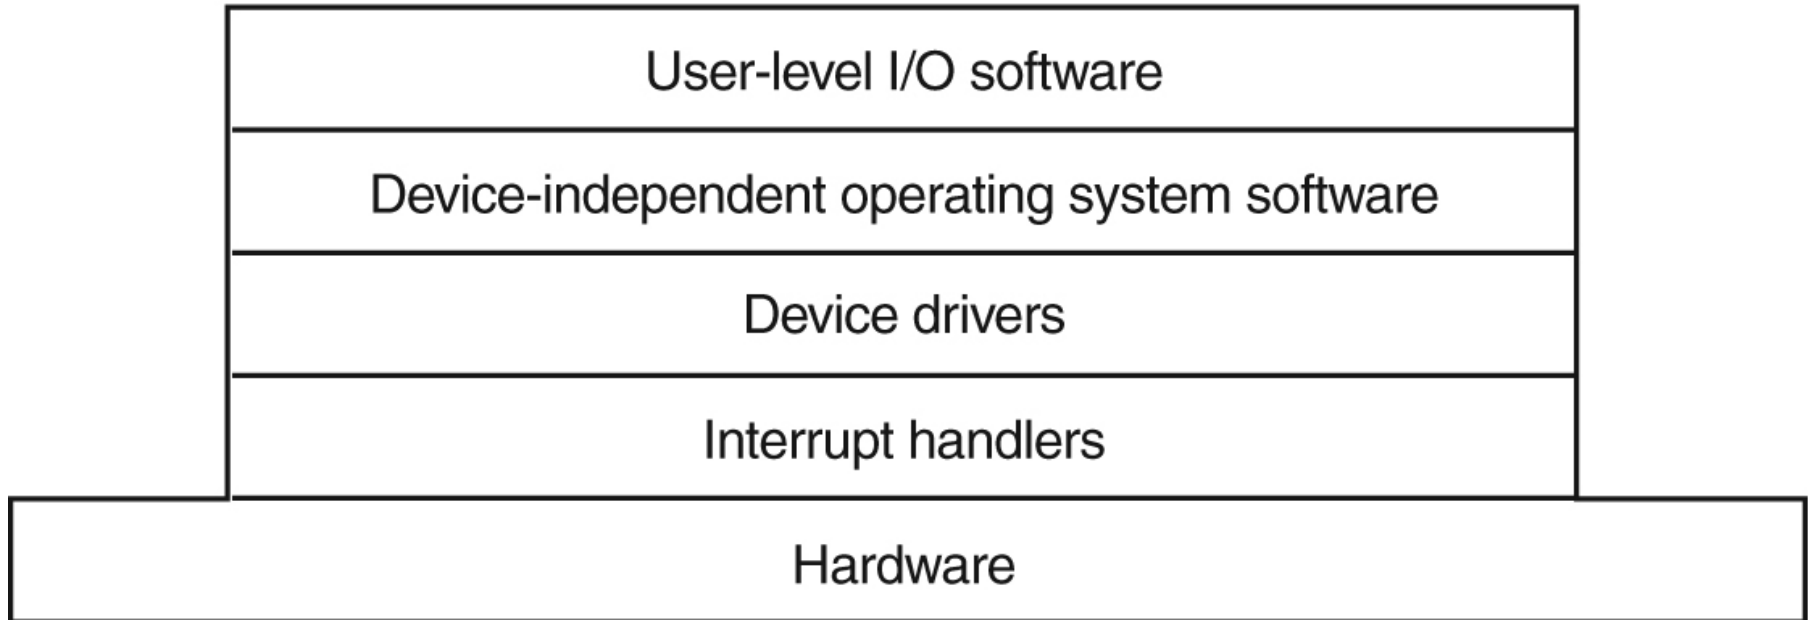 User-level I/O software
Device-independent operating system software
Device drivers
Interrupt handlers
Hardware